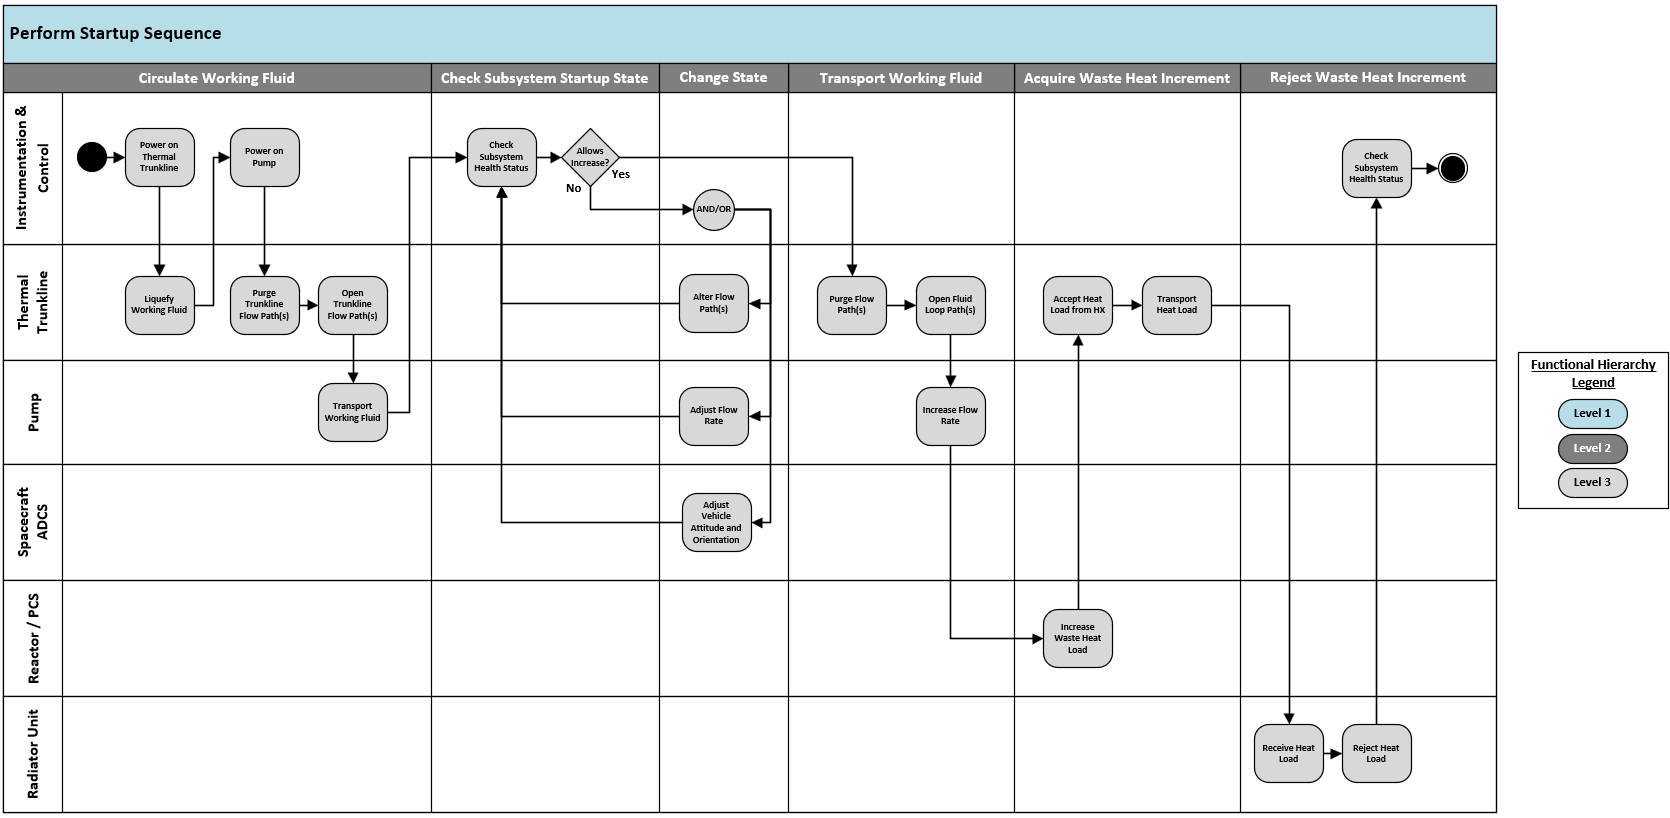 Perform Startup Sequence
Circulate Working Fluid
Check Subsystem Startup State
Change State
Transport Working Fluid
Acquire Waste Heat Increment
Reject Waste Heat Increment
Instrumentation &
Control
Power on
Thermal
Trunkline
Power on
Pump
Check
Subsystem
Health Status
Allows
Increase?
No
Yes
AND/OR
Check
Subsystem
Health Status
Thermal
Trunkline
Liquefy
Working Fluid
Purge
Trunkline
Flow Path(s)
Open
Trunkline
Flow Path(s)
Alter Flow
Path(s)
Purge Flow
Path(s)
Open Fluid
Loop Path(s)
Accept Heat
Load from HX
Transport
Heat Load
Pump
Transport
Working Fluid
Adjust Flow
Rate
Increase Flow
Rate
Spacecraft
ADCS
Adjust
Vehicle
Attitude and
Orientation
Reactor / PCS
Increase
Waste Heat
Load
Radiator Unit
Receive Heat
Load
Reject Heat
Load
Functional Hierarchy
Legend
Level 1
Level 2
Level 3